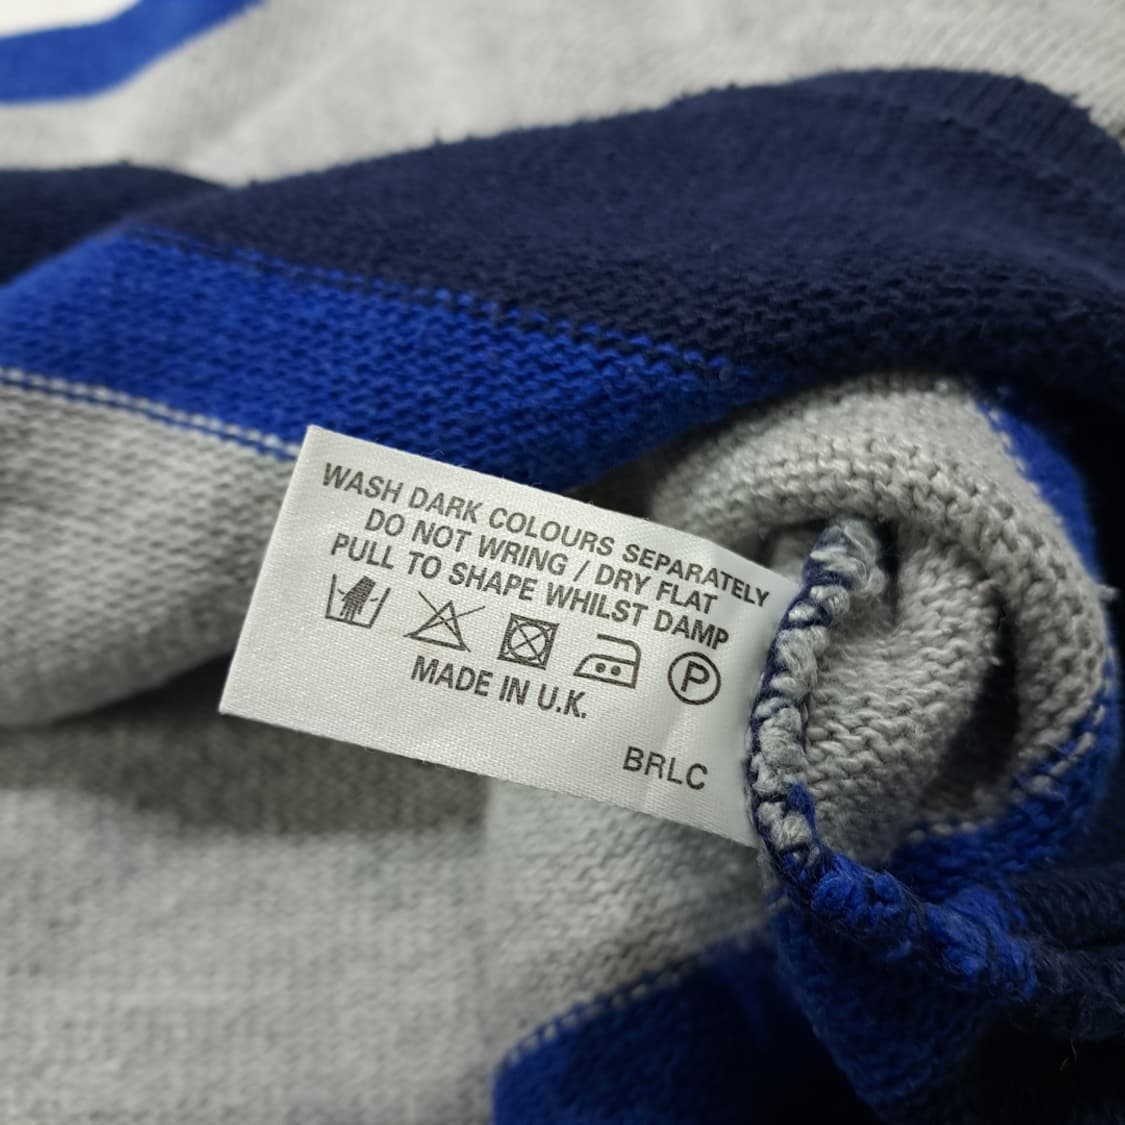 WASH DARK COLOURS SEPARATELY
DO NOT WRING / DRY FLAT
PULL TO SHAPE WHILST DAMP
P
MADE IN U.K.
BRLC